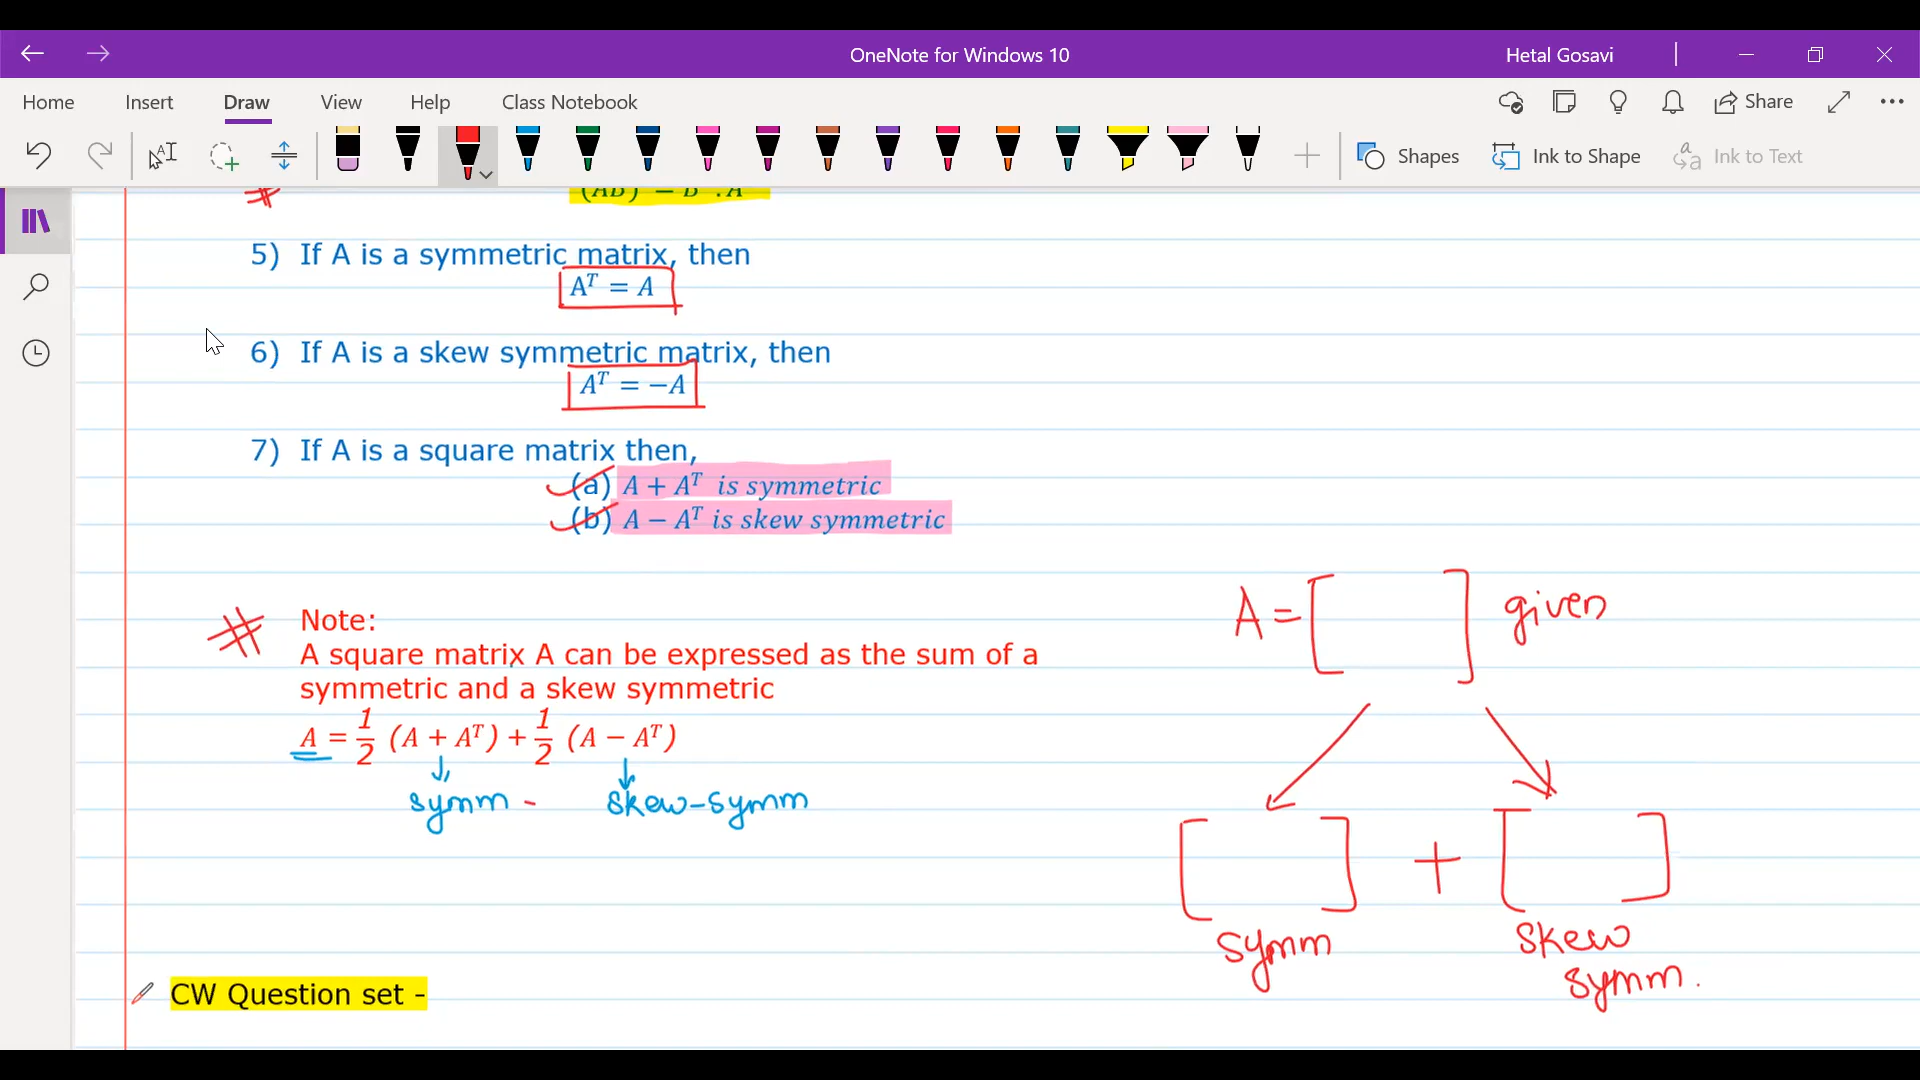 OneNote for Windows 10
Hetal Gosavi
Home Insert Draw View Help Class Notebook
Share
Shapes Ink to Shape Ink to Text
5) If A is a symmetric matrix, then
Aᵀ = A
6) If A is a skew symmetric matrix, then
Aᵀ = −A
7) If A is a square matrix then,
(a) A + Aᵀ is symmetric
(b) A − Aᵀ is skew symmetric
Note:
A square matrix A can be expressed as the sum of a
symmetric and a skew symmetric
A = 1/2 (A + Aᵀ) + 1/2 (A − Aᵀ)
symm - skew-symm
A = [ ] given
[ ] + [ ]
symm skew
symm.
CW Question set -